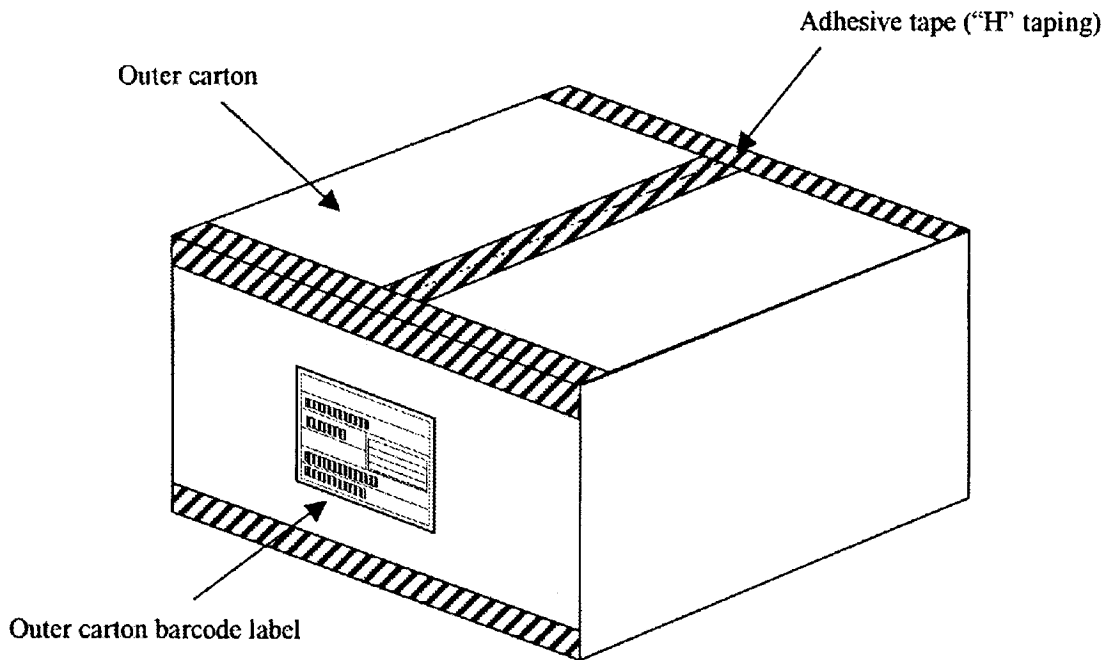 Adhesive tape (“H” taping)
Outer carton
Outer carton barcode label